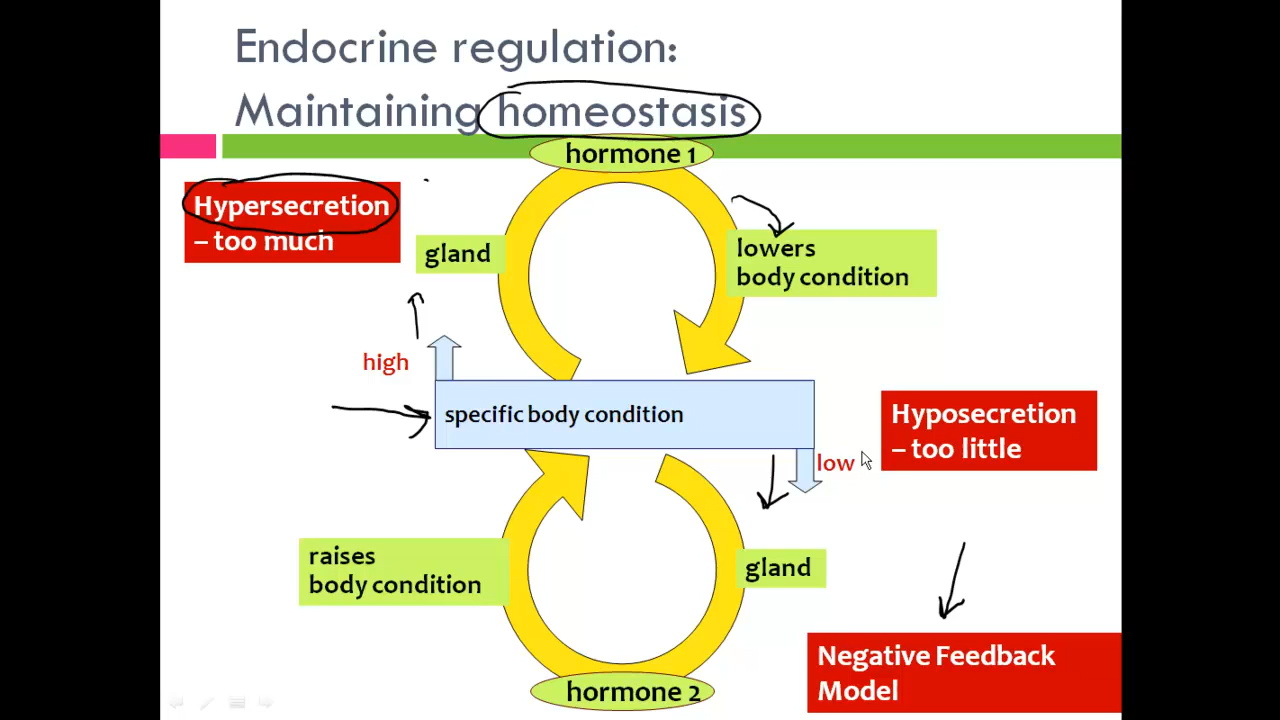 Endocrine regulation:
Maintaining homeostasis
hormone 1
Hypersecretion
– too much
gland
lowers
body condition
high
specific body condition
Hyposecretion
– too little
low
raises
body condition
gland
Negative Feedback
Model
hormone 2